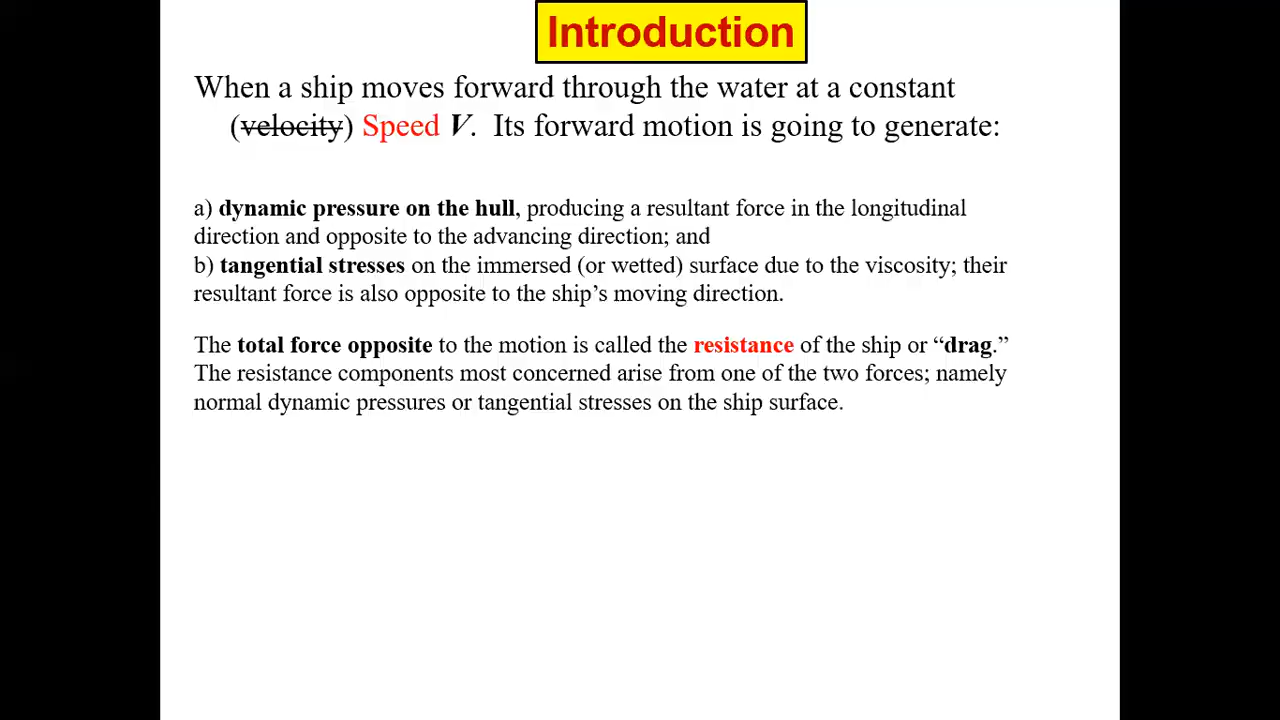 Introduction
When a ship moves forward through the water at a constant
(velocity) Speed V. Its forward motion is going to generate:
a) dynamic pressure on the hull, producing a resultant force in the longitudinal
direction and opposite to the advancing direction; and
b) tangential stresses on the immersed (or wetted) surface due to the viscosity; their
resultant force is also opposite to the ship’s moving direction.
The total force opposite to the motion is called the resistance of the ship or “drag.”
The resistance components most concerned arise from one of the two forces; namely
normal dynamic pressures or tangential stresses on the ship surface.